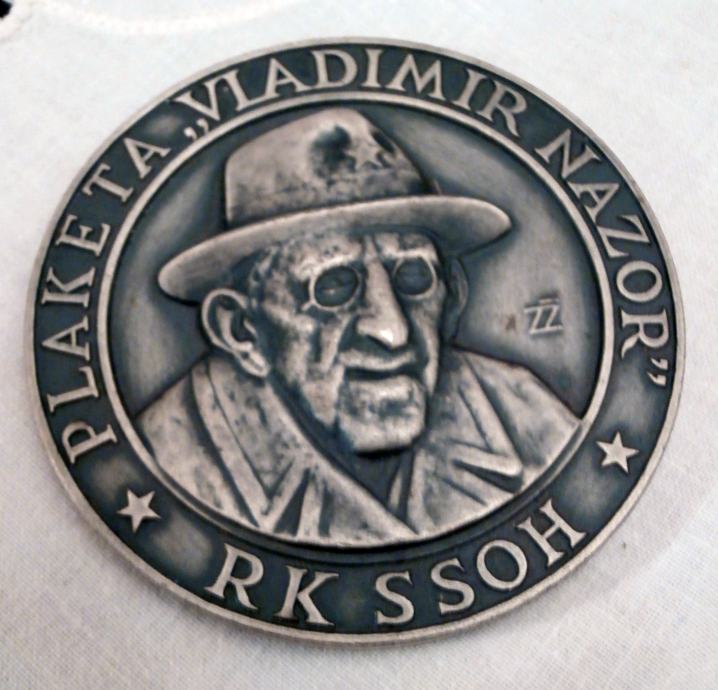 PLAKETA „VLADIMIR NAZOR”
RK SSOH